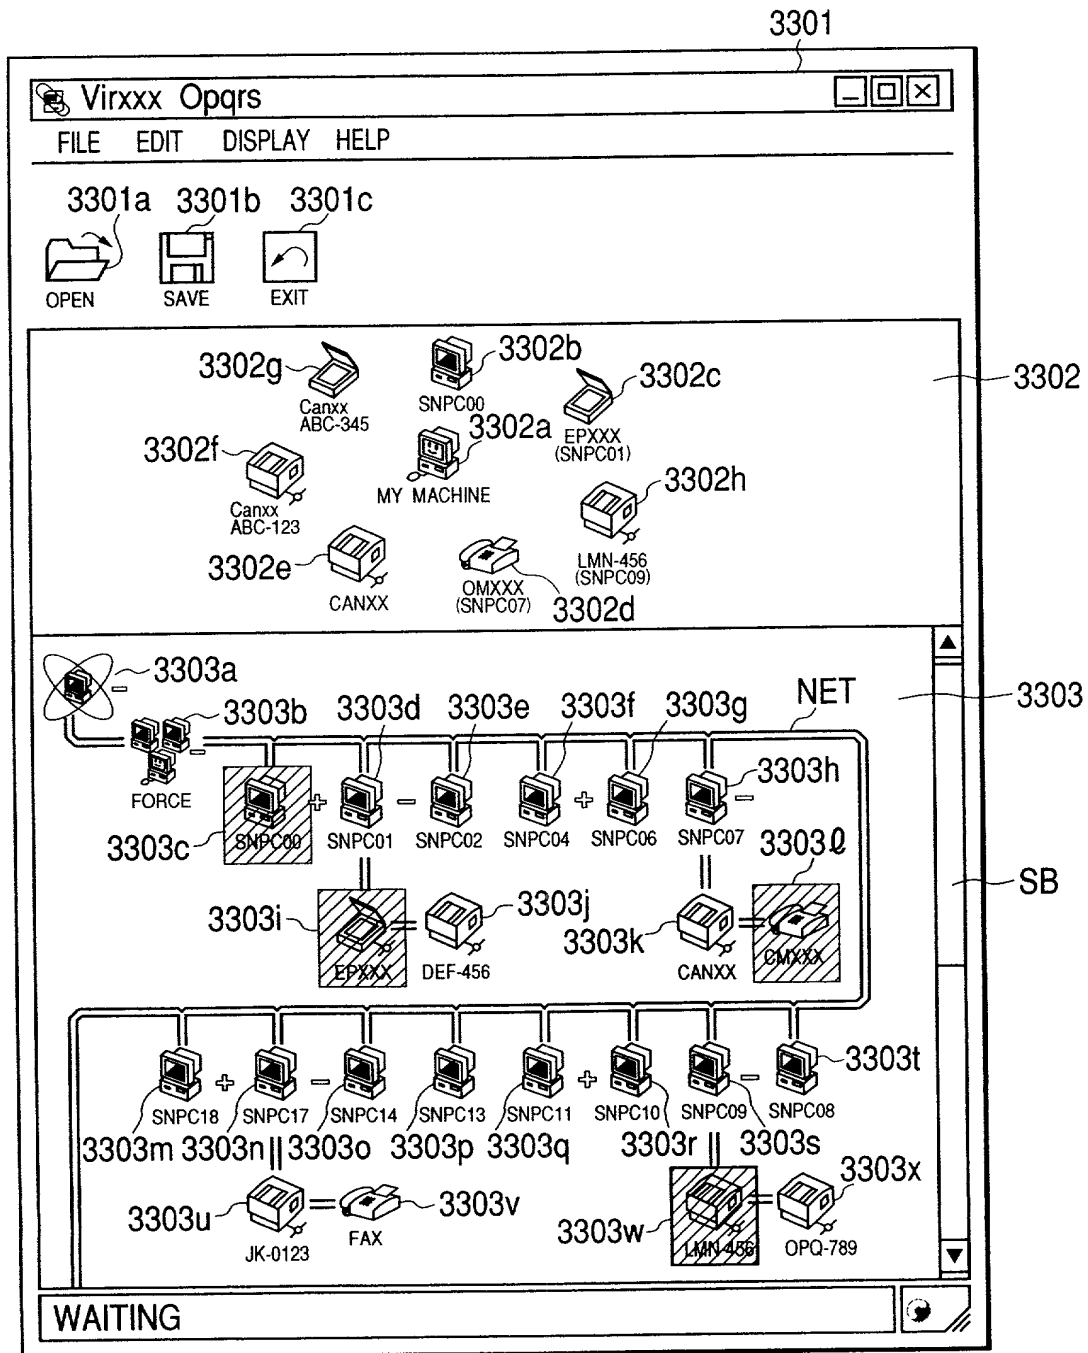 3301
Virxxx Opqrs
FILE EDIT DISPLAY HELP
3301a 3301b 3301c
OPEN SAVE EXIT
3302g 3302b 3302c 3302
Canxx
ABC-345
SNPC00
EPXXX
(SNPC01)
3302f 3302a 3302h
MY MACHINE
Canxx
ABC-123
LMN-456
(SNPC09)
3302e
CANXX
OMXXX
(SNPC07)
3302d
3303a NET 3303
3303b 3303d 3303e 3303f 3303g
3303h
FORCE
3303c SNPC00 SNPC01 SNPC02 SNPC04 SNPC06 SNPC07
3303ℓ
SB
3303i 3303j 3303k
EPXXX DEF-456 CANXX CMXXX
3303t
SNPC18 SNPC17 SNPC14 SNPC13 SNPC11 SNPC10 SNPC09 SNPC08
3303m 3303n 3303o 3303p 3303q 3303r 3303s
3303u 3303v 3303w 3303x
JK-0123 FAX LMN-456 OPQ-789
WAITING